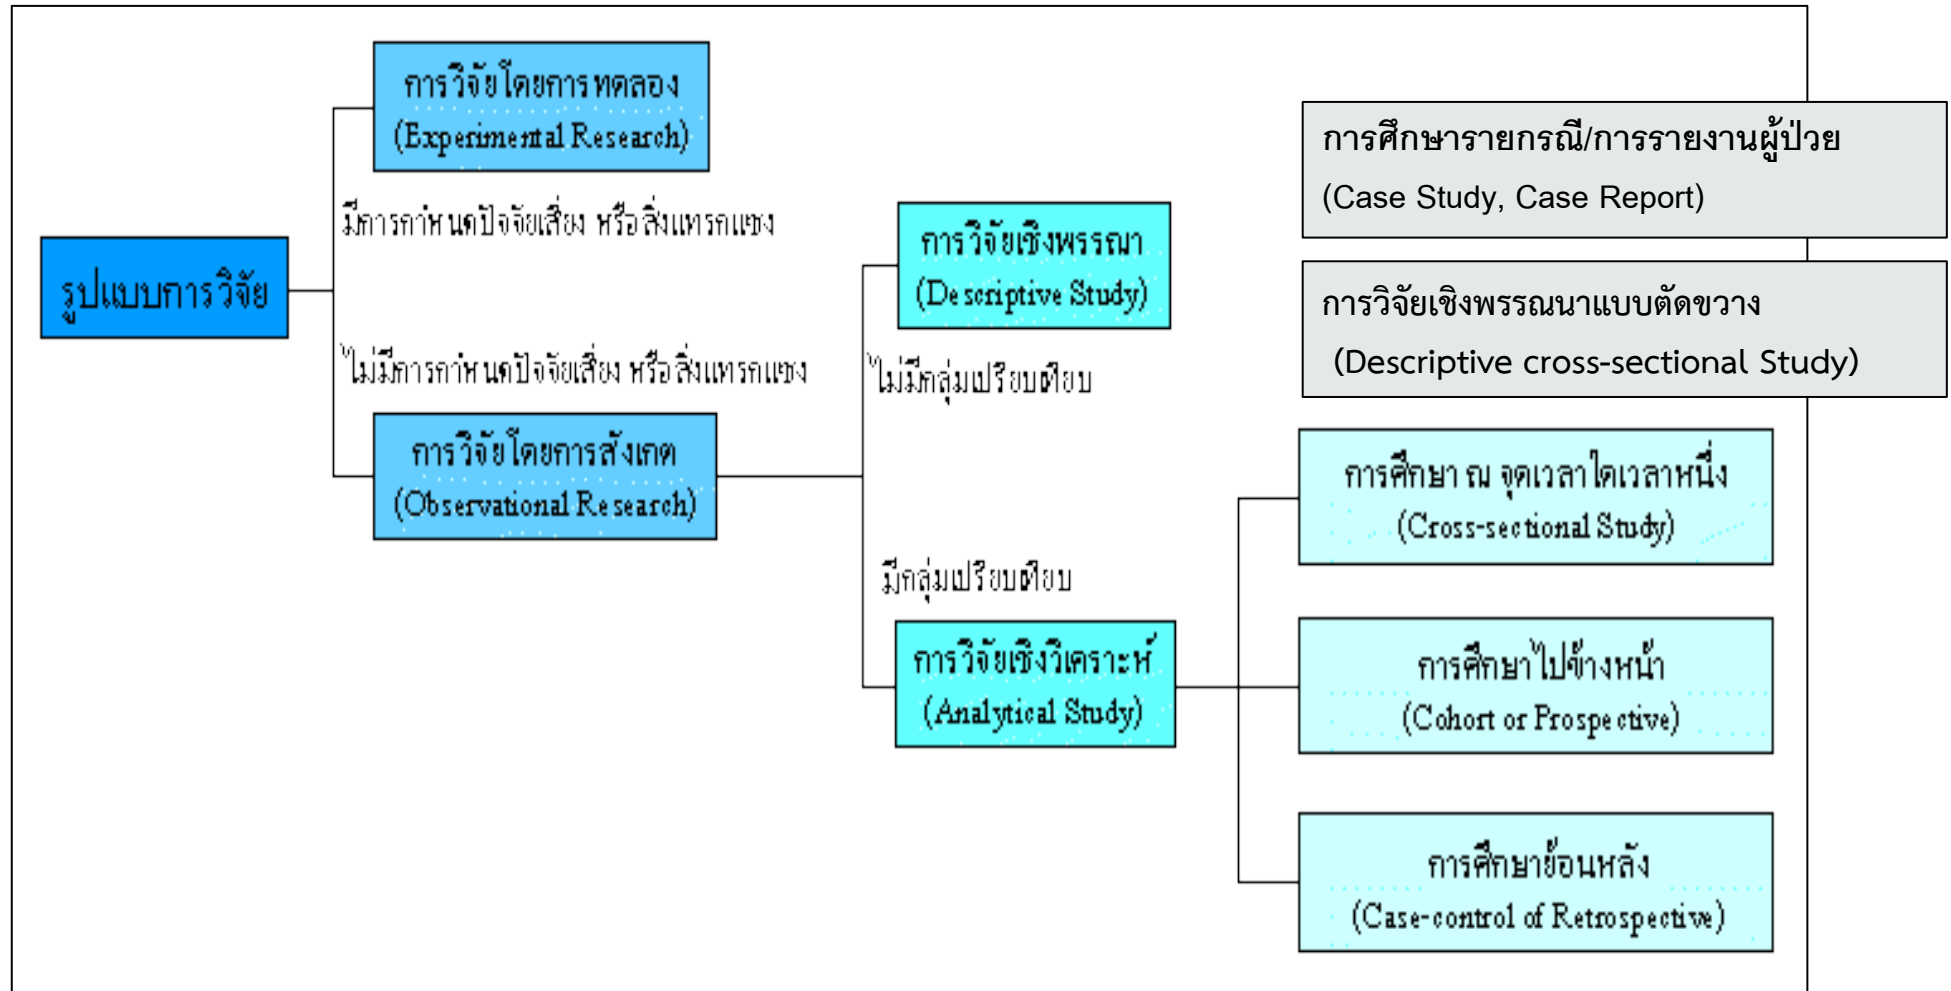 รูปแบบการวิจัย
การวิจัยโดยการทดลอง
(Experimental Research)
มีการกำหนดปัจจัยเสี่ยง หรือสิ่งแทรกแซง
ไม่มีการกำหนดปัจจัยเสี่ยง หรือสิ่งแทรกแซง
การวิจัยโดยการสังเกต
(Observational Research)
การวิจัยเชิงพรรณา
(Descriptive Study)
ไม่มีกลุ่มเปรียบเทียบ
มีกลุ่มเปรียบเทียบ
การวิจัยเชิงวิเคราะห์
(Analytical Study)
การศึกษารายกรณี/การรายงานผู้ป่วย
(Case Study, Case Report)
การวิจัยเชิงพรรณนาแบบตัดขวาง
(Descriptive cross-sectional Study)
การศึกษา ณ จุดเวลาใดเวลาหนึ่ง
(Cross-sectional Study)
การศึกษาไปข้างหน้า
(Cohort or Prospective)
การศึกษาย้อนหลัง
(Case-control of Retrospective)